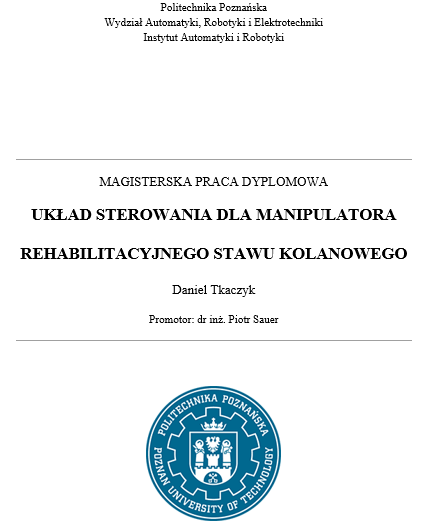 Politechnika Poznańska
Wydział Automatyki, Robotyki i Elektrotechniki
Instytut Automatyki i Robotyki
MAGISTERSKA PRACA DYPLOMOWA
UKŁAD STEROWANIA DLA MANIPULATORA
REHABILITACYJNEGO STAWU KOLANOWEGO
Daniel Tkaczyk
Promotor: dr inż. Piotr Sauer
POLITECHNIKA POZNAŃSKA
POZNAN UNIVERSITY OF TECHNOLOGY